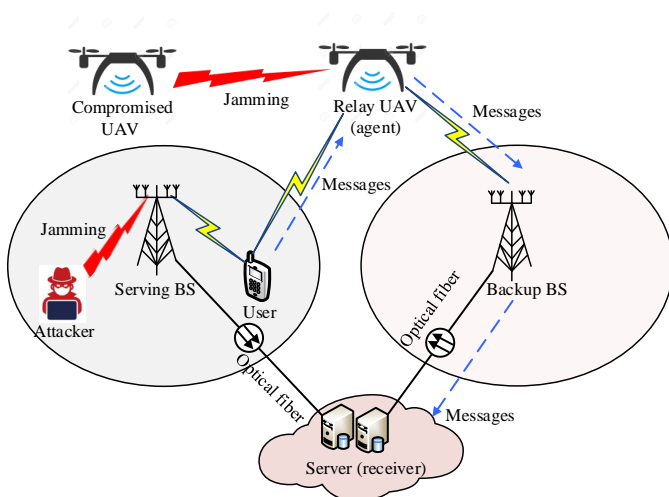 Compromised
UAV
Jamming
Relay UAV
(agent)
Messages
Messages
Jamming
Serving BS
Attacker
User
Backup BS
Optical fiber
Optical fiber
Messages
Server (receiver)